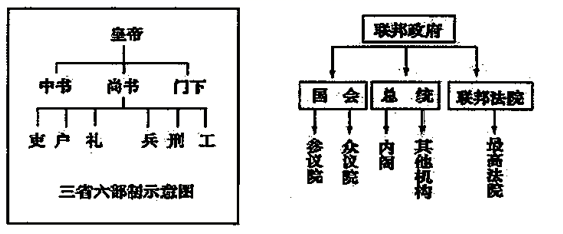 皇帝
中书 尚书 门下
吏 户 礼 兵 刑 工
三省六部制示意图
联邦政府
国会 总统 联邦法院
参议院 众议院 内阁 其他机构 最高法院